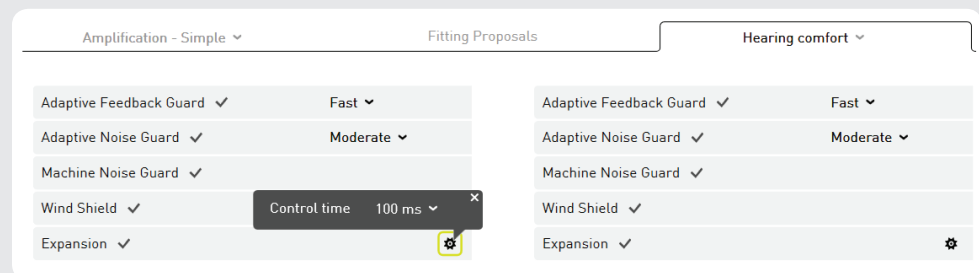 Amplification - Simple Fitting Proposals Hearing comfort
Adaptive Feedback Guard Fast Adaptive Feedback Guard Fast
Adaptive Noise Guard Moderate Adaptive Noise Guard Moderate
Machine Noise Guard Machine Noise Guard
Wind Shield Control time 100 ms Wind Shield
Expansion Expansion